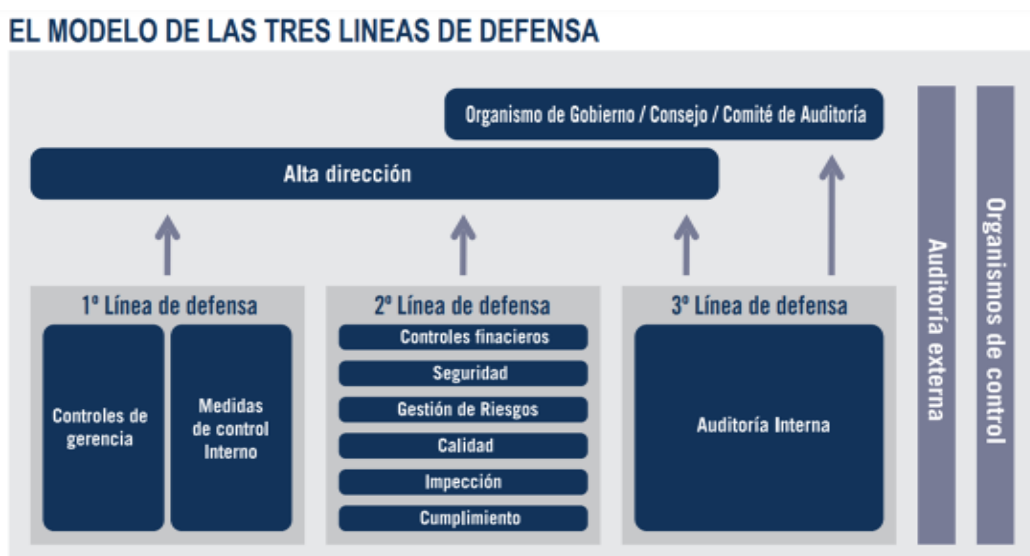 EL MODELO DE LAS TRES LINEAS DE DEFENSA
Organismo de Gobierno / Consejo / Comité de Auditoría
Alta dirección
1º Línea de defensa
Controles de
gerencia
Medidas
de control
Interno
2º Línea de defensa
Controles finacieros
Seguridad
Gestión de Riesgos
Calidad
Impección
Cumplimiento
3º Línea de defensa
Auditoría Interna
Auditoría externa
Organismos de control